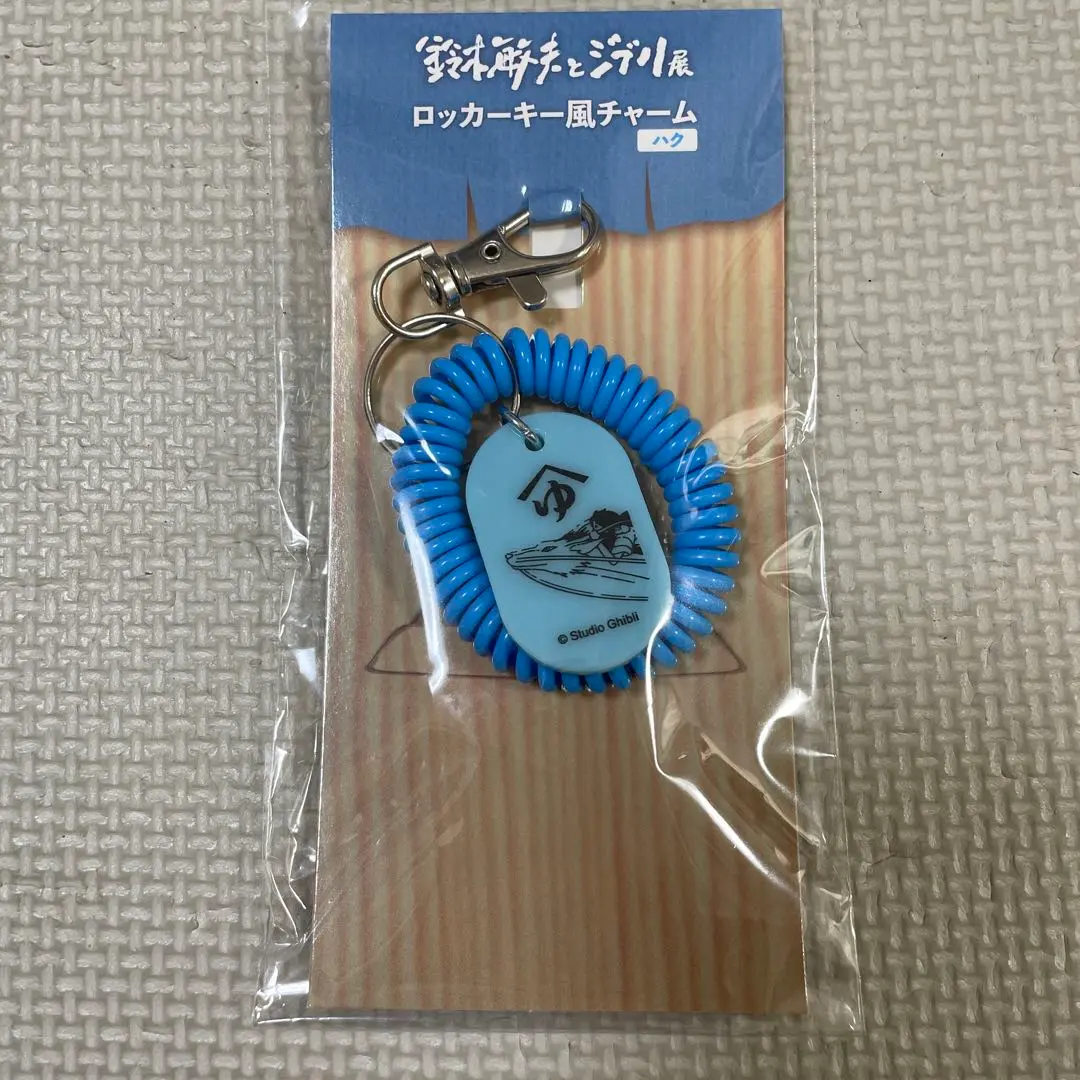 鈴木敏夫とジブリ展
ロッカーキー風チャーム
ハク
ゆ
© Studio Ghibli